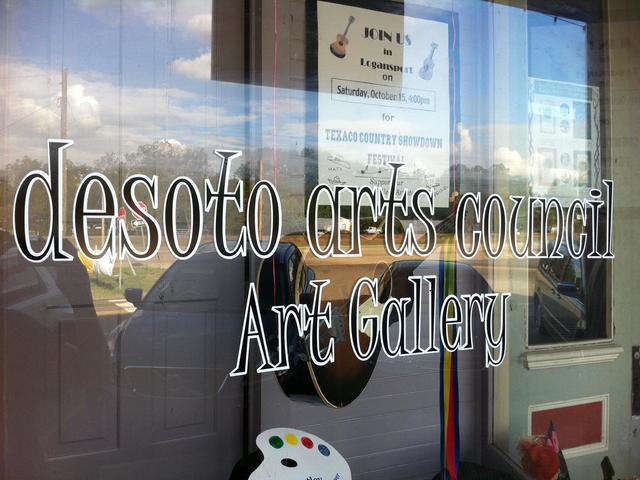 JOIN US
in
Logansport
on
Saturday, October 15, 4:00pm
for
TEXACO COUNTRY SHOWDOWN
FESTIVAL
desoto arts council
Art Gallery